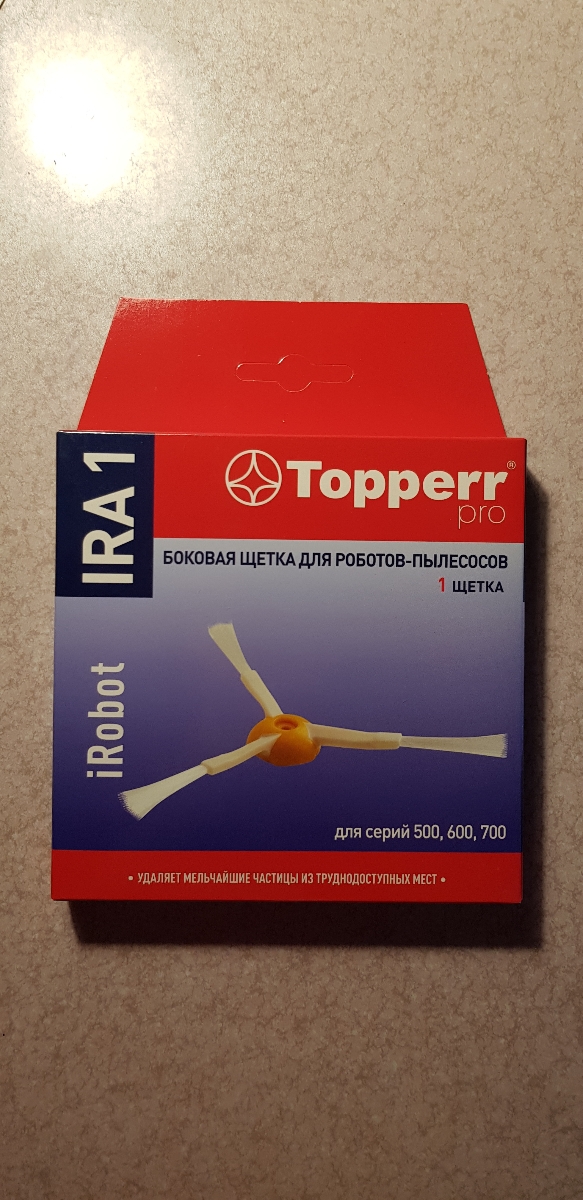 IRA 1
Topperr®
pro
БОКОВАЯ ЩЕТКА ДЛЯ РОБОТОВ-ПЫЛЕСОСОВ
1 ЩЕТКА
iRobot
для серий 500, 600, 700
• УДАЛЯЕТ МЕЛЬЧАЙШИЕ ЧАСТИЦЫ ИЗ ТРУДНОДОСТУПНЫХ МЕСТ •